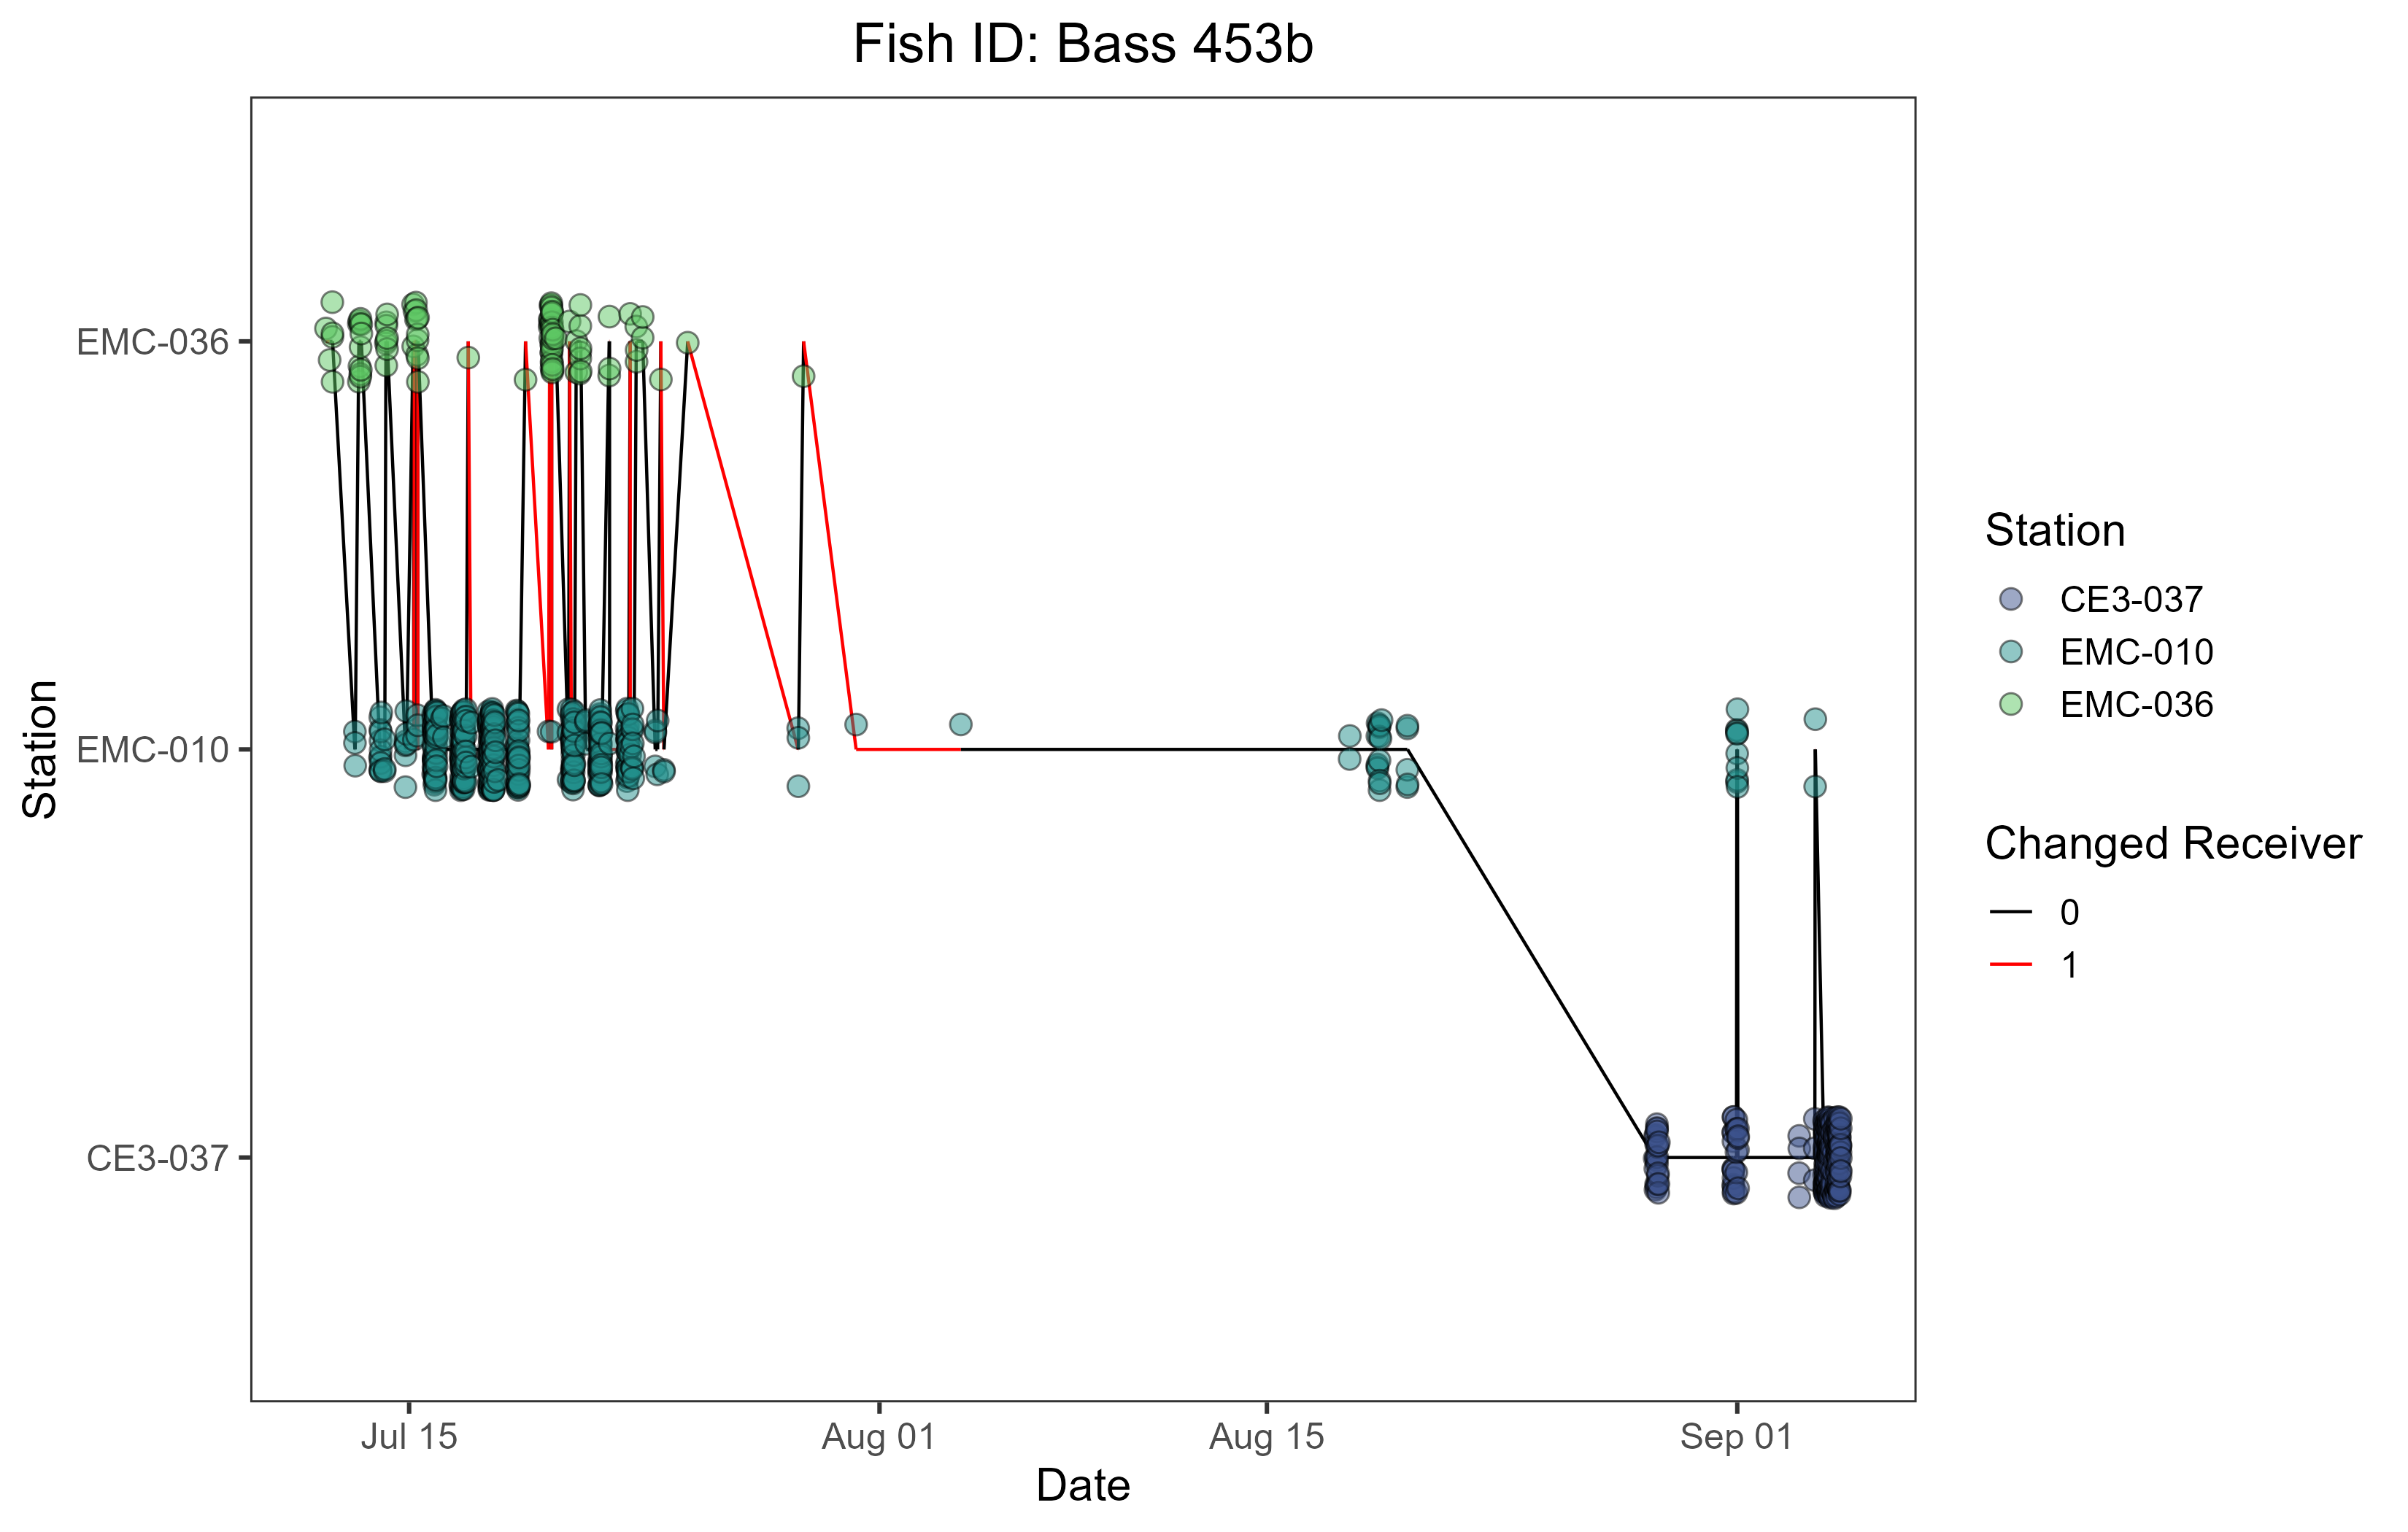 Fish ID: Bass 453b
EMC-036
EMC-010
CE3-037
Station
Jul 15
Aug 01
Aug 15
Sep 01
Date
Station
CE3-037
EMC-010
EMC-036
Changed Receiver
0
1